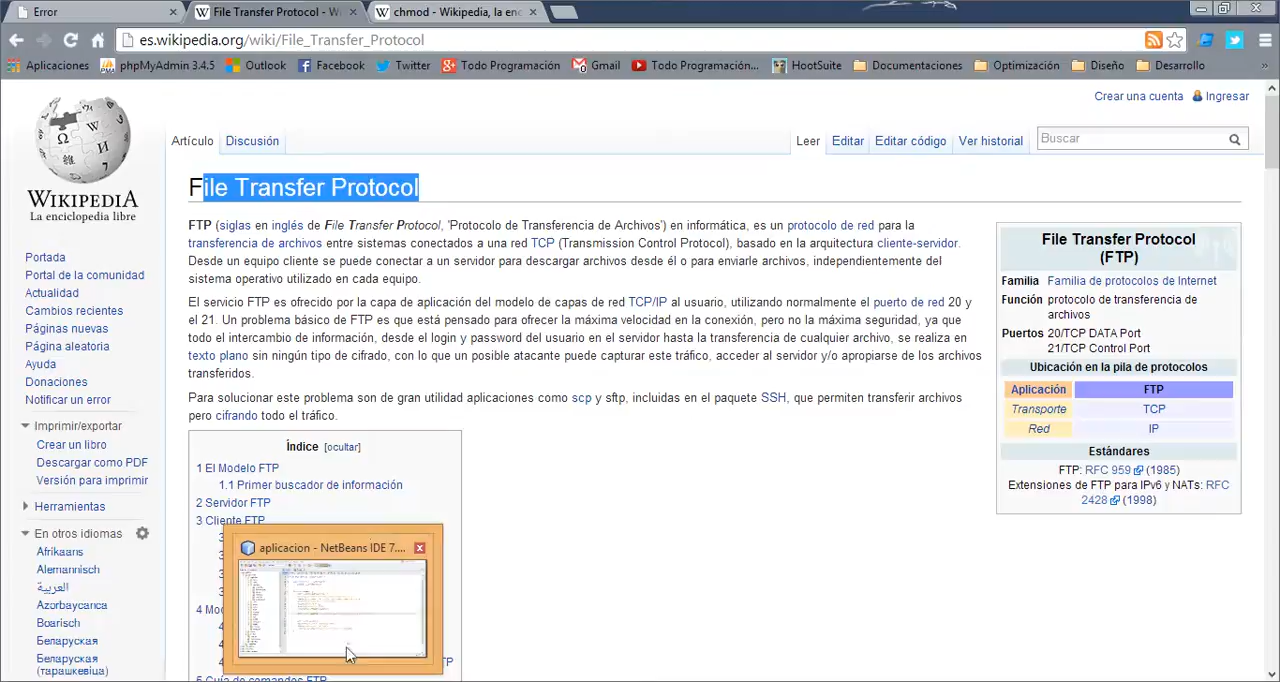 Error
File Transfer Protocol - W
chmod - Wikipedia, la en
es.wikipedia.org/wiki/File_Transfer_Protocol
Aplicaciones phpMyAdmin 3.4.5 Outlook Facebook Twitter Todo Programación Gmail Todo Programación... HootSuite Documentaciones Optimización Diseño Desarrollo »
Crear una cuenta Ingresar
Artículo Discusión Leer Editar Editar código Ver historial Buscar
WIKIPEDIA
La enciclopedia libre
Portada
Portal de la comunidad
Actualidad
Cambios recientes
Páginas nuevas
Página aleatoria
Ayuda
Donaciones
Notificar un error
Imprimir/exportar
Crear un libro
Descargar como PDF
Versión para imprimir
Herramientas
En otros idiomas
Afrikaans
Alemannisch
العربية
Azərbaycanca
Boarisch
Беларуская
Беларуская
(тарашкевіца)
File Transfer Protocol
FTP (siglas en inglés de File Transfer Protocol, 'Protocolo de Transferencia de Archivos') en informática, es un protocolo de red para la
transferencia de archivos entre sistemas conectados a una red TCP (Transmission Control Protocol), basado en la arquitectura cliente-servidor.
Desde un equipo cliente se puede conectar a un servidor para descargar archivos desde él o para enviarle archivos, independientemente del
sistema operativo utilizado en cada equipo.
El servicio FTP es ofrecido por la capa de aplicación del modelo de capas de red TCP/IP al usuario, utilizando normalmente el puerto de red 20 y
el 21. Un problema básico de FTP es que está pensado para ofrecer la máxima velocidad en la conexión, pero no la máxima seguridad, ya que
todo el intercambio de información, desde el login y password del usuario en el servidor hasta la transferencia de cualquier archivo, se realiza en
texto plano sin ningún tipo de cifrado, con lo que un posible atacante puede capturar este tráfico, acceder al servidor y/o apropiarse de los archivos
transferidos.
Para solucionar este problema son de gran utilidad aplicaciones como scp y sftp, incluidas en el paquete SSH, que permiten transferir archivos
pero cifrando todo el tráfico.
Índice [ocultar]
1 El Modelo FTP
1.1 Primer buscador de información
2 Servidor FTP
3 Cliente FTP
3
4 Mod
4
TP
5 Guía de comandos FTP
aplicacion - NetBeans IDE 7....
File Transfer Protocol
(FTP)
Familia Familia de protocolos de Internet
Función protocolo de transferencia de
archivos
Puertos 20/TCP DATA Port
21/TCP Control Port
Ubicación en la pila de protocolos
Aplicación FTP
Transporte TCP
Red IP
Estándares
FTP: RFC 959 (1985)
Extensiones de FTP para IPv6 y NATs: RFC
2428 (1998)